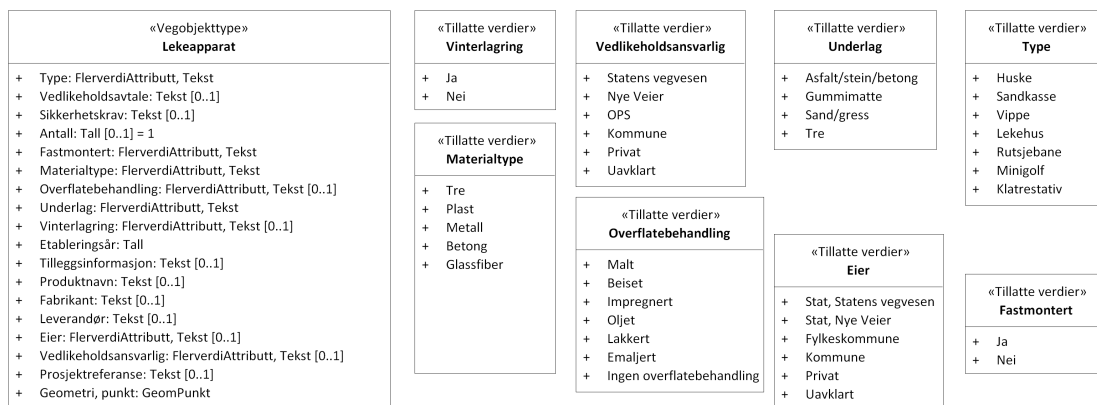 «Vegobjekttype»
Lekeapparat
+ Type: FlerverdiAttributt, Tekst
+ Vedlikeholdsavtale: Tekst [0..1]
+ Sikkerhetskrav: Tekst [0..1]
+ Antall: Tall [0..1] = 1
+ Fastmontert: FlerverdiAttributt, Tekst
+ Materialtype: FlerverdiAttributt, Tekst
+ Overflatebehandling: FlerverdiAttributt, Tekst [0..1]
+ Underlag: FlerverdiAttributt, Tekst
+ Vinterlagring: FlerverdiAttributt, Tekst [0..1]
+ Etableringsår: Tall
+ Tilleggsinformasjon: Tekst [0..1]
+ Produktnavn: Tekst [0..1]
+ Fabrikant: Tekst [0..1]
+ Leverandør: Tekst [0..1]
+ Eier: FlerverdiAttributt, Tekst [0..1]
+ Vedlikeholdsansvarlig: FlerverdiAttributt, Tekst [0..1]
+ Prosjektreferanse: Tekst [0..1]
+ Geometri, punkt: GeomPunkt
«Tillatte verdier»
Vinterlagring
+ Ja
+ Nei
«Tillatte verdier»
Materialtype
+ Tre
+ Plast
+ Metall
+ Betong
+ Glassfiber
«Tillatte verdier»
Vedlikeholdsansvarlig
+ Statens vegvesen
+ Nye Veier
+ OPS
+ Kommune
+ Privat
+ Uavklart
«Tillatte verdier»
Overflatebehandling
+ Malt
+ Beiset
+ Impregnert
+ Oljet
+ Lakkert
+ Emaljert
+ Ingen overflatebehandling
«Tillatte verdier»
Underlag
+ Asfalt/stein/betong
+ Gummimatte
+ Sand/gress
+ Tre
«Tillatte verdier»
Eier
+ Stat, Statens vegvesen
+ Stat, Nye Veier
+ Fylkeskommune
+ Kommune
+ Privat
+ Uavklart
«Tillatte verdier»
Type
+ Huske
+ Sandkasse
+ Vippe
+ Lekehus
+ Rutsjebane
+ Minigolf
+ Klatrestativ
«Tillatte verdier»
Fastmontert
+ Ja
+ Nei